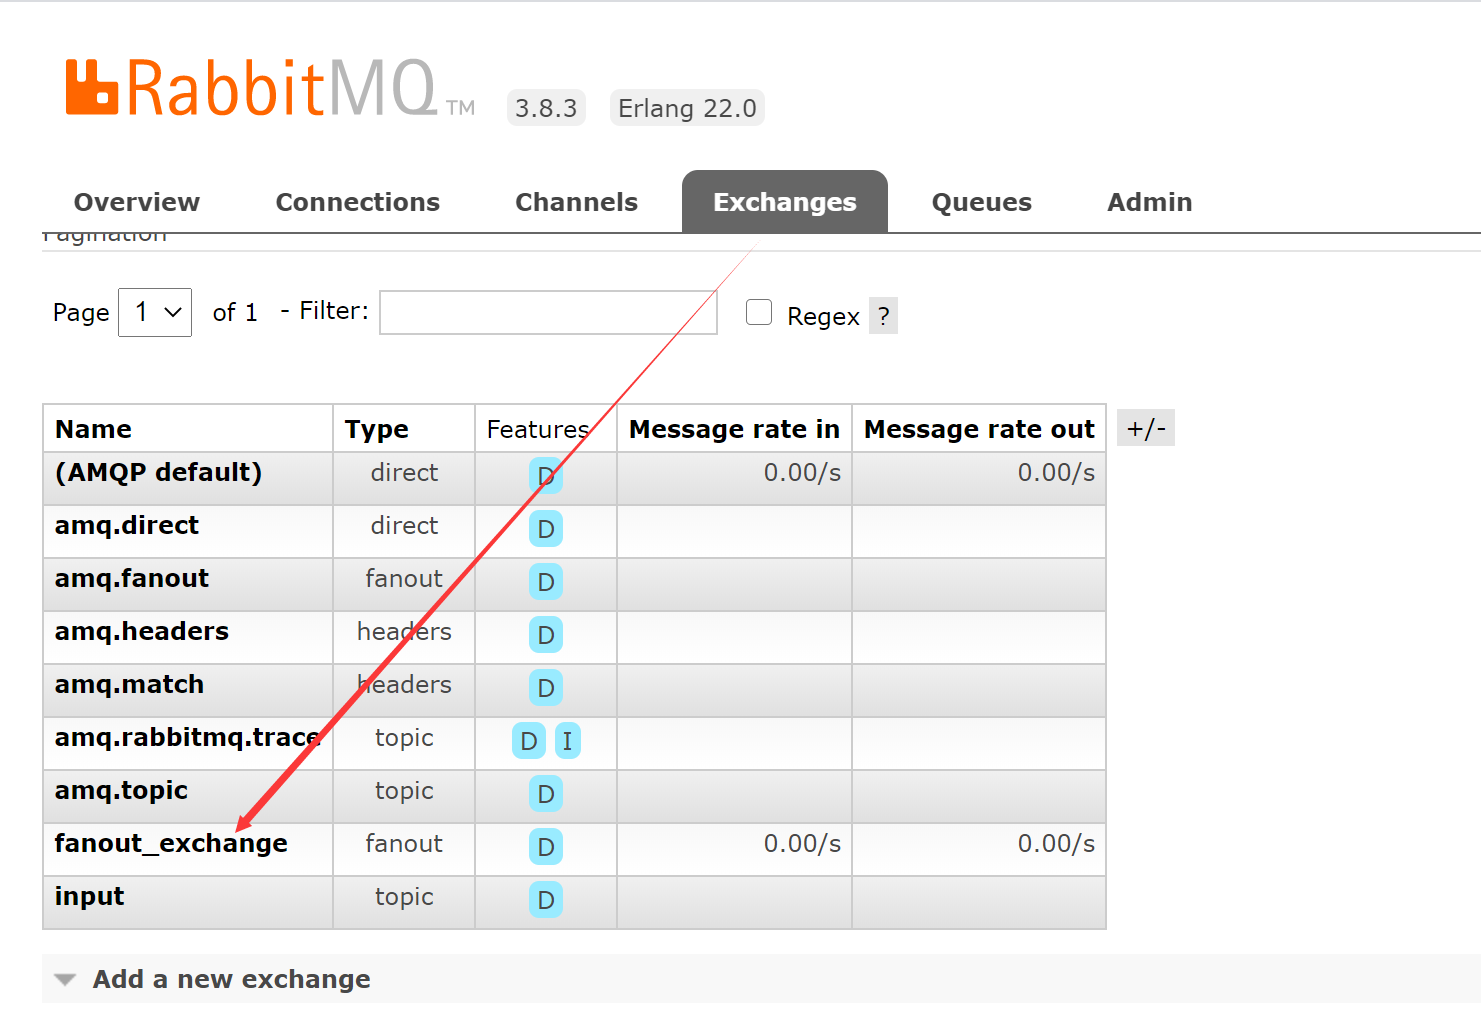 RabbitMQ TM 3.8.3 Erlang 22.0
Overview Connections Channels Exchanges Queues Admin
Pagination
Page 1 of 1 - Filter: Regex ?
Name Type Features Message rate in Message rate out +/-
(AMQP default) direct D 0.00/s 0.00/s
amq.direct direct D
amq.fanout fanout D
amq.headers headers D
amq.match headers D
amq.rabbitmq.trace topic D I
amq.topic topic D
fanout_exchange fanout D 0.00/s 0.00/s
input topic D
Add a new exchange